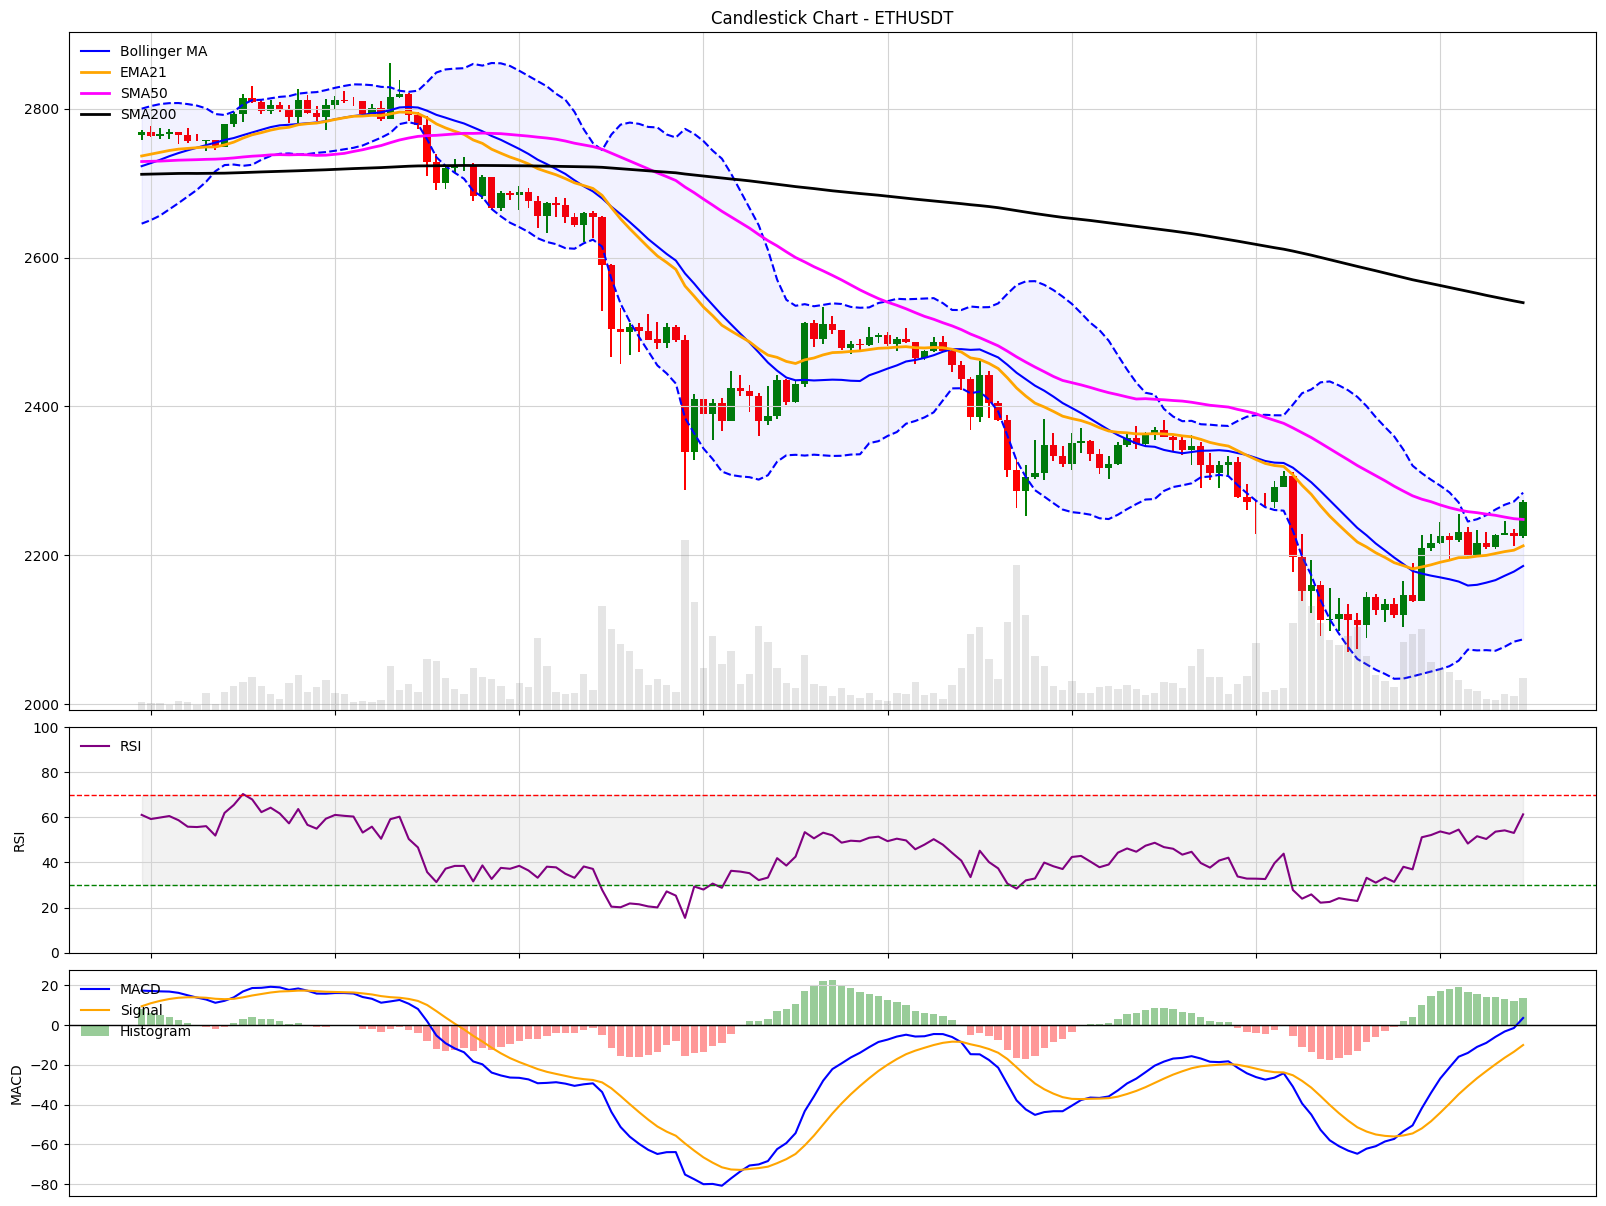 Candlestick Chart - ETHUSDT
Bollinger MA
EMA21
SMA50
SMA200
2800
2600
2400
2200
2000
100
80
60
40
20
0
RSI
RSI
20
0
−20
−40
−60
−80
MACD
MACD
Signal
Histogram